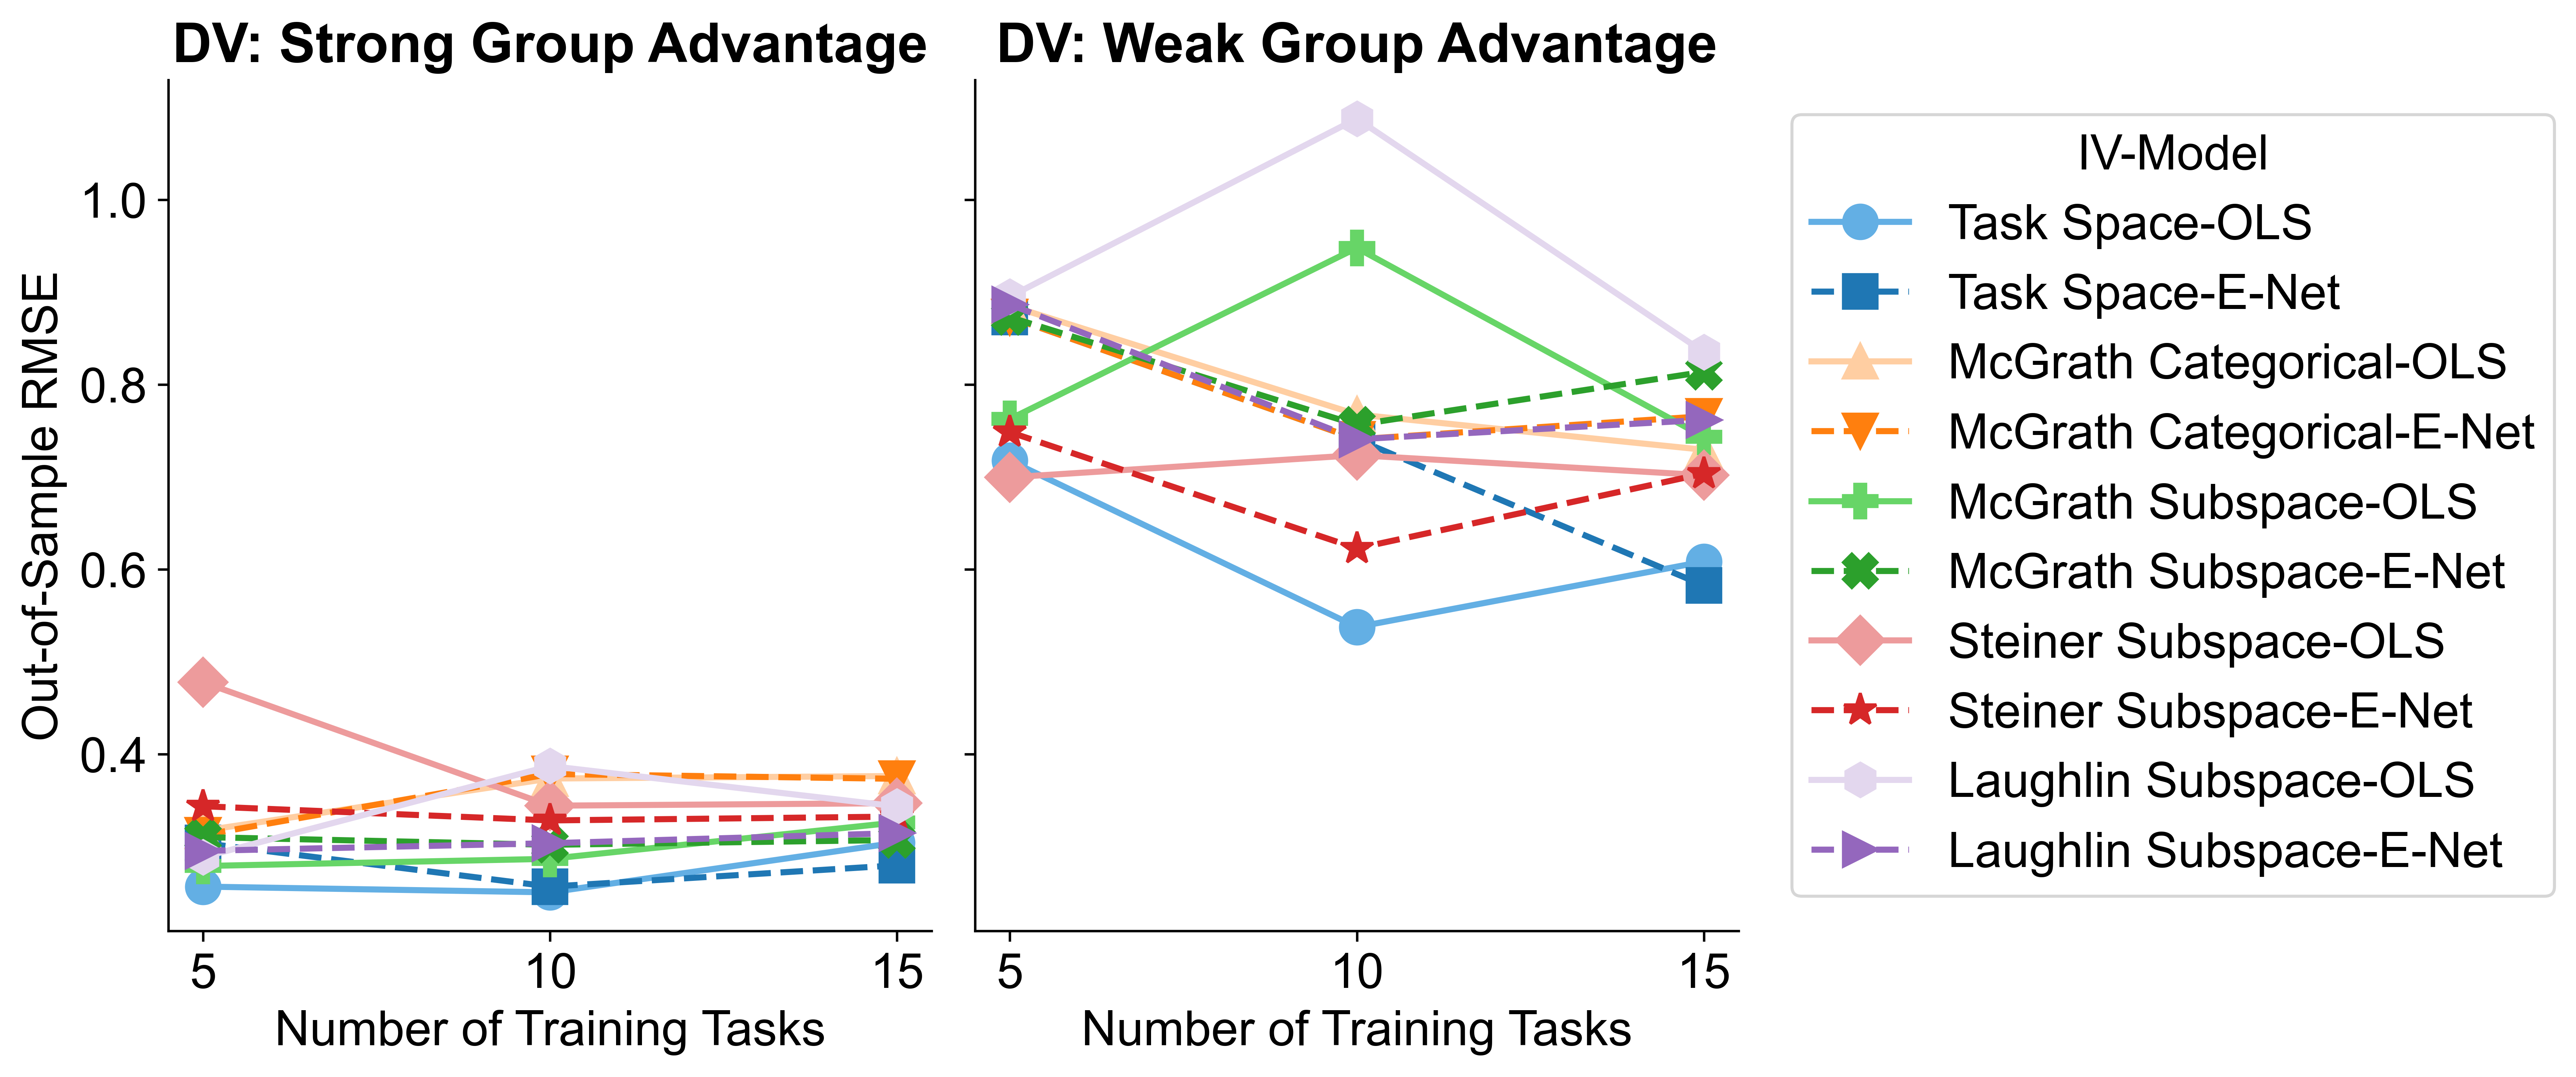 DV: Strong Group Advantage
DV: Weak Group Advantage
Out-of-Sample RMSE
1.0
0.8
0.6
0.4
5
10
15
Number of Training Tasks
5
10
15
Number of Training Tasks
IV-Model
Task Space-OLS
Task Space-E-Net
McGrath Categorical-OLS
McGrath Categorical-E-Net
McGrath Subspace-OLS
McGrath Subspace-E-Net
Steiner Subspace-OLS
Steiner Subspace-E-Net
Laughlin Subspace-OLS
Laughlin Subspace-E-Net